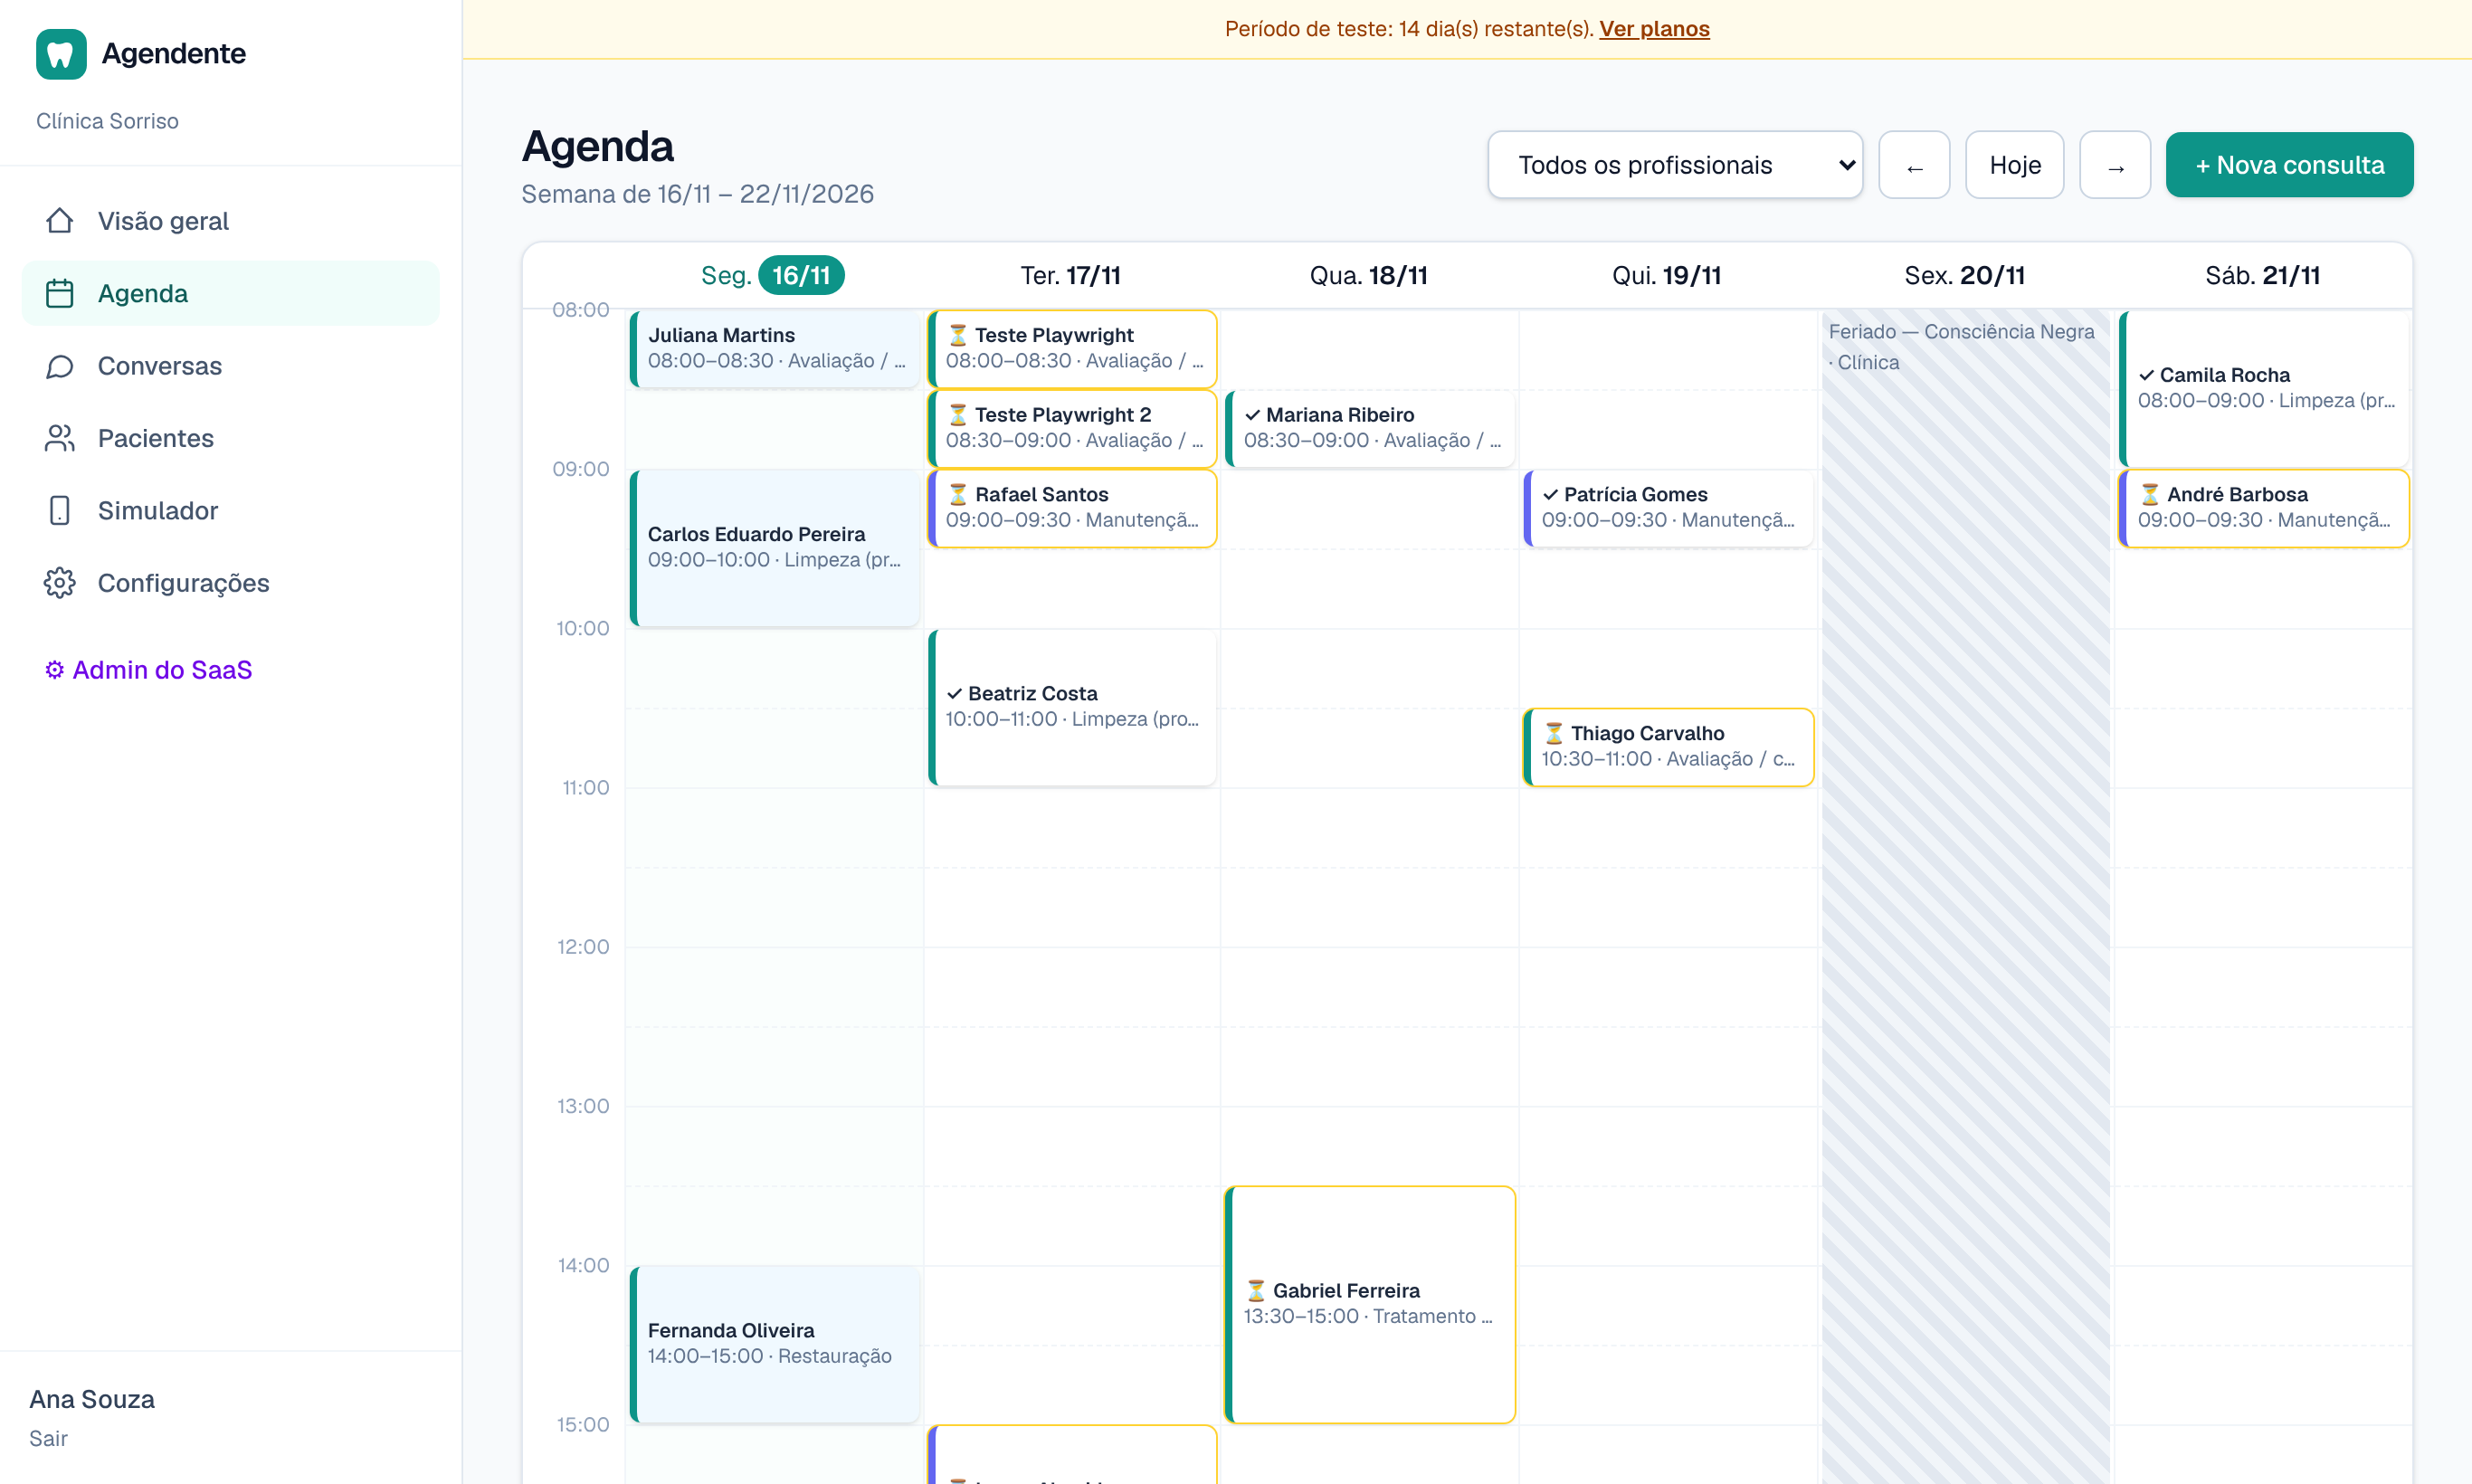 Agendente
Clínica Sorriso
Visão geral
Agenda
Conversas
Pacientes
Simulador
Configurações
⚙ Admin do SaaS
Ana Souza
Sair
Período de teste: 14 dia(s) restante(s). Ver planos
Agenda
Semana de 16/11 – 22/11/2026
Todos os profissionais
←
Hoje
→
+ Nova consulta
Seg. 16/11
Ter. 17/11
Qua. 18/11
Qui. 19/11
Sex. 20/11
Sáb. 21/11
08:00
09:00
10:00
11:00
12:00
13:00
14:00
15:00
Juliana Martins
08:00–08:30 · Avaliação / ...
Carlos Eduardo Pereira
09:00–10:00 · Limpeza (pr...
Fernanda Oliveira
14:00–15:00 · Restauração
⏳ Teste Playwright
08:00–08:30 · Avaliação / ...
⏳ Teste Playwright 2
08:30–09:00 · Avaliação / ...
⏳ Rafael Santos
09:00–09:30 · Manutençã...
✓ Beatriz Costa
10:00–11:00 · Limpeza (pro...
✓ Mariana Ribeiro
08:30–09:00 · Avaliação / ...
⏳ Gabriel Ferreira
13:30–15:00 · Tratamento ...
✓ Patrícia Gomes
09:00–09:30 · Manutençã...
⏳ Thiago Carvalho
10:30–11:00 · Avaliação / c...
Feriado — Consciência Negra
· Clínica
✓ Camila Rocha
08:00–09:00 · Limpeza (pr...
⏳ André Barbosa
09:00–09:30 · Manutençã...